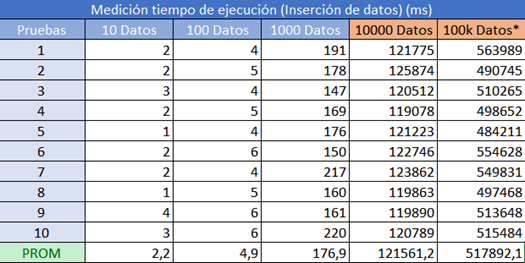 Medición tiempo de ejecución (Inserción de datos) (ms)
Pruebas 10 Datos 100 Datos 1000 Datos 10000 Datos 100k Datos*
1 2 4 191 121775 563989
2 2 5 178 125874 490745
3 3 4 147 120512 510265
4 2 5 169 119078 498652
5 1 4 176 121223 484211
6 2 6 150 122746 554628
7 2 4 217 123862 549831
8 1 5 160 119863 497468
9 4 6 161 119890 513648
10 3 6 220 120789 515484
PROM 2,2 4,9 176,9 121561,2 517892,1